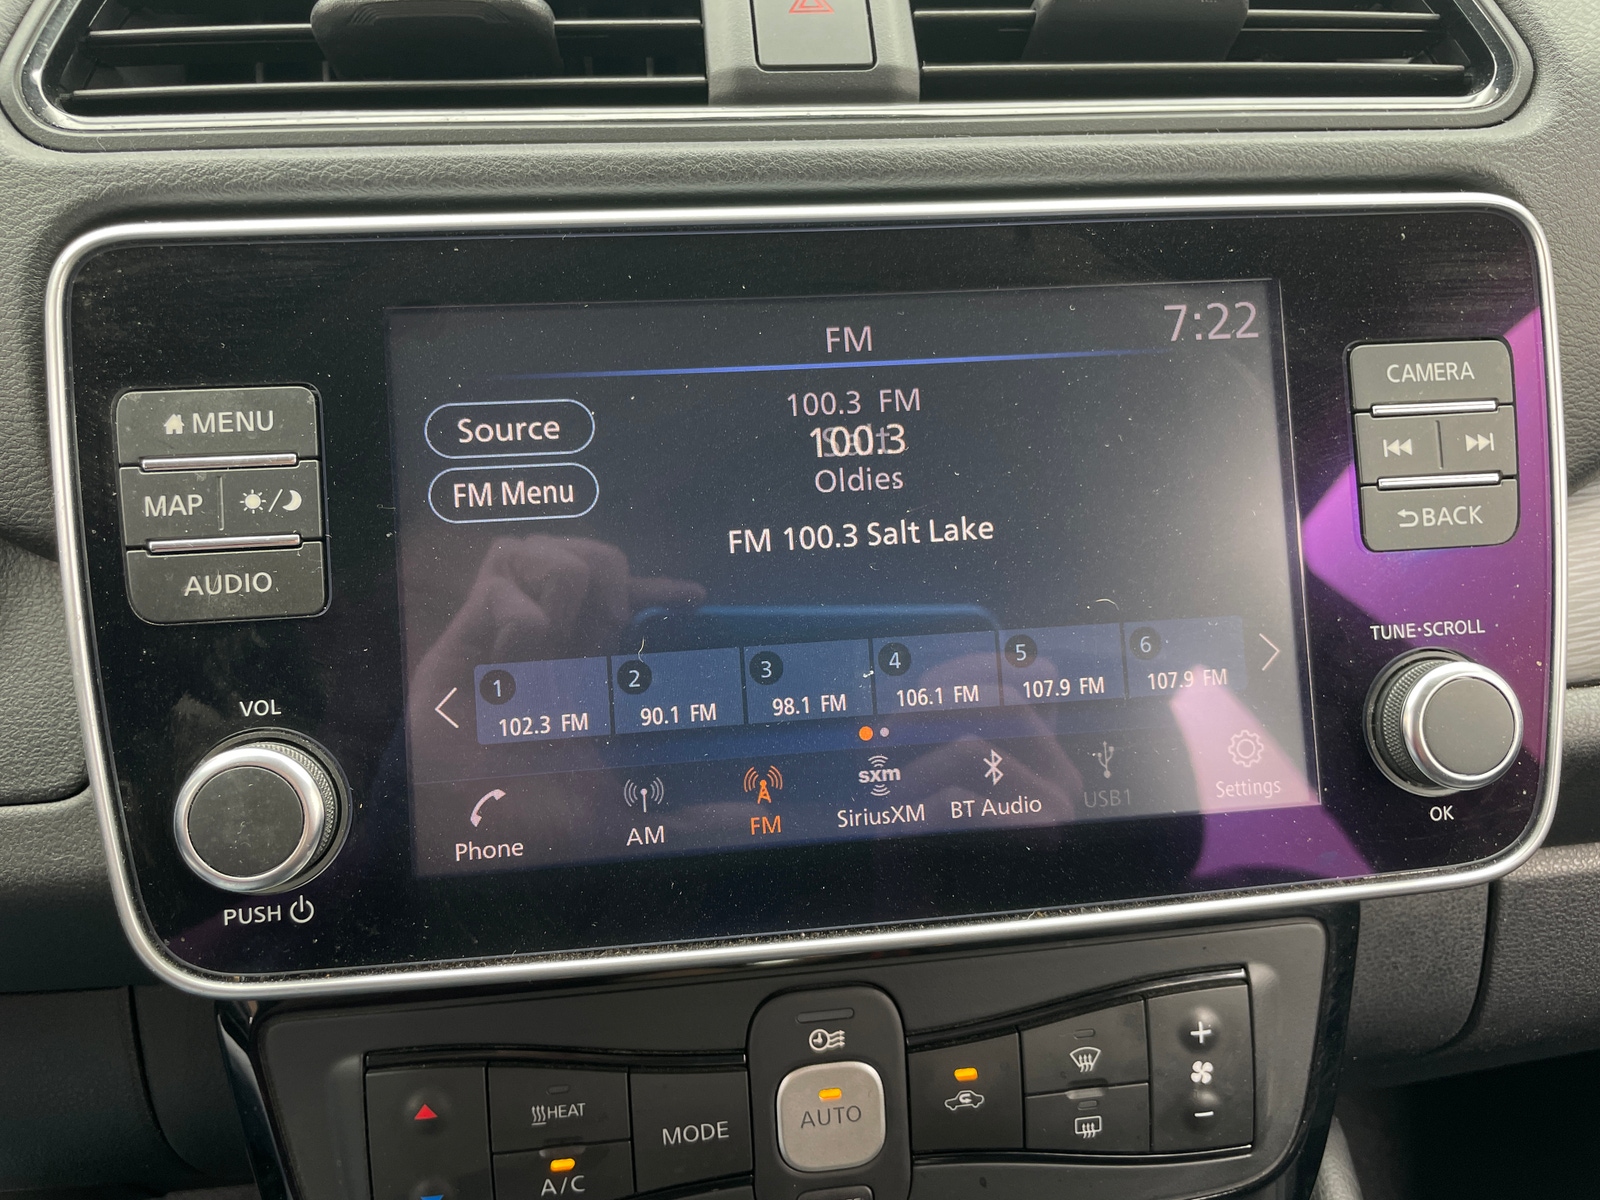 FM
7:22
Source
FM Menu
100.3 FM
100.3
Oldies
FM 100.3 Salt Lake
1
102.3 FM
2
90.1 FM
3
98.1 FM
4
106.1 FM
5
107.9 FM
6
107.9 FM
Phone
AM
FM
sxm
SiriusXM
BT Audio
USB1
Settings
MENU
MAP
AUDIO
VOL
PUSH
CAMERA
BACK
TUNE·SCROLL
OK
HEAT
A/C
MODE
AUTO
+
−